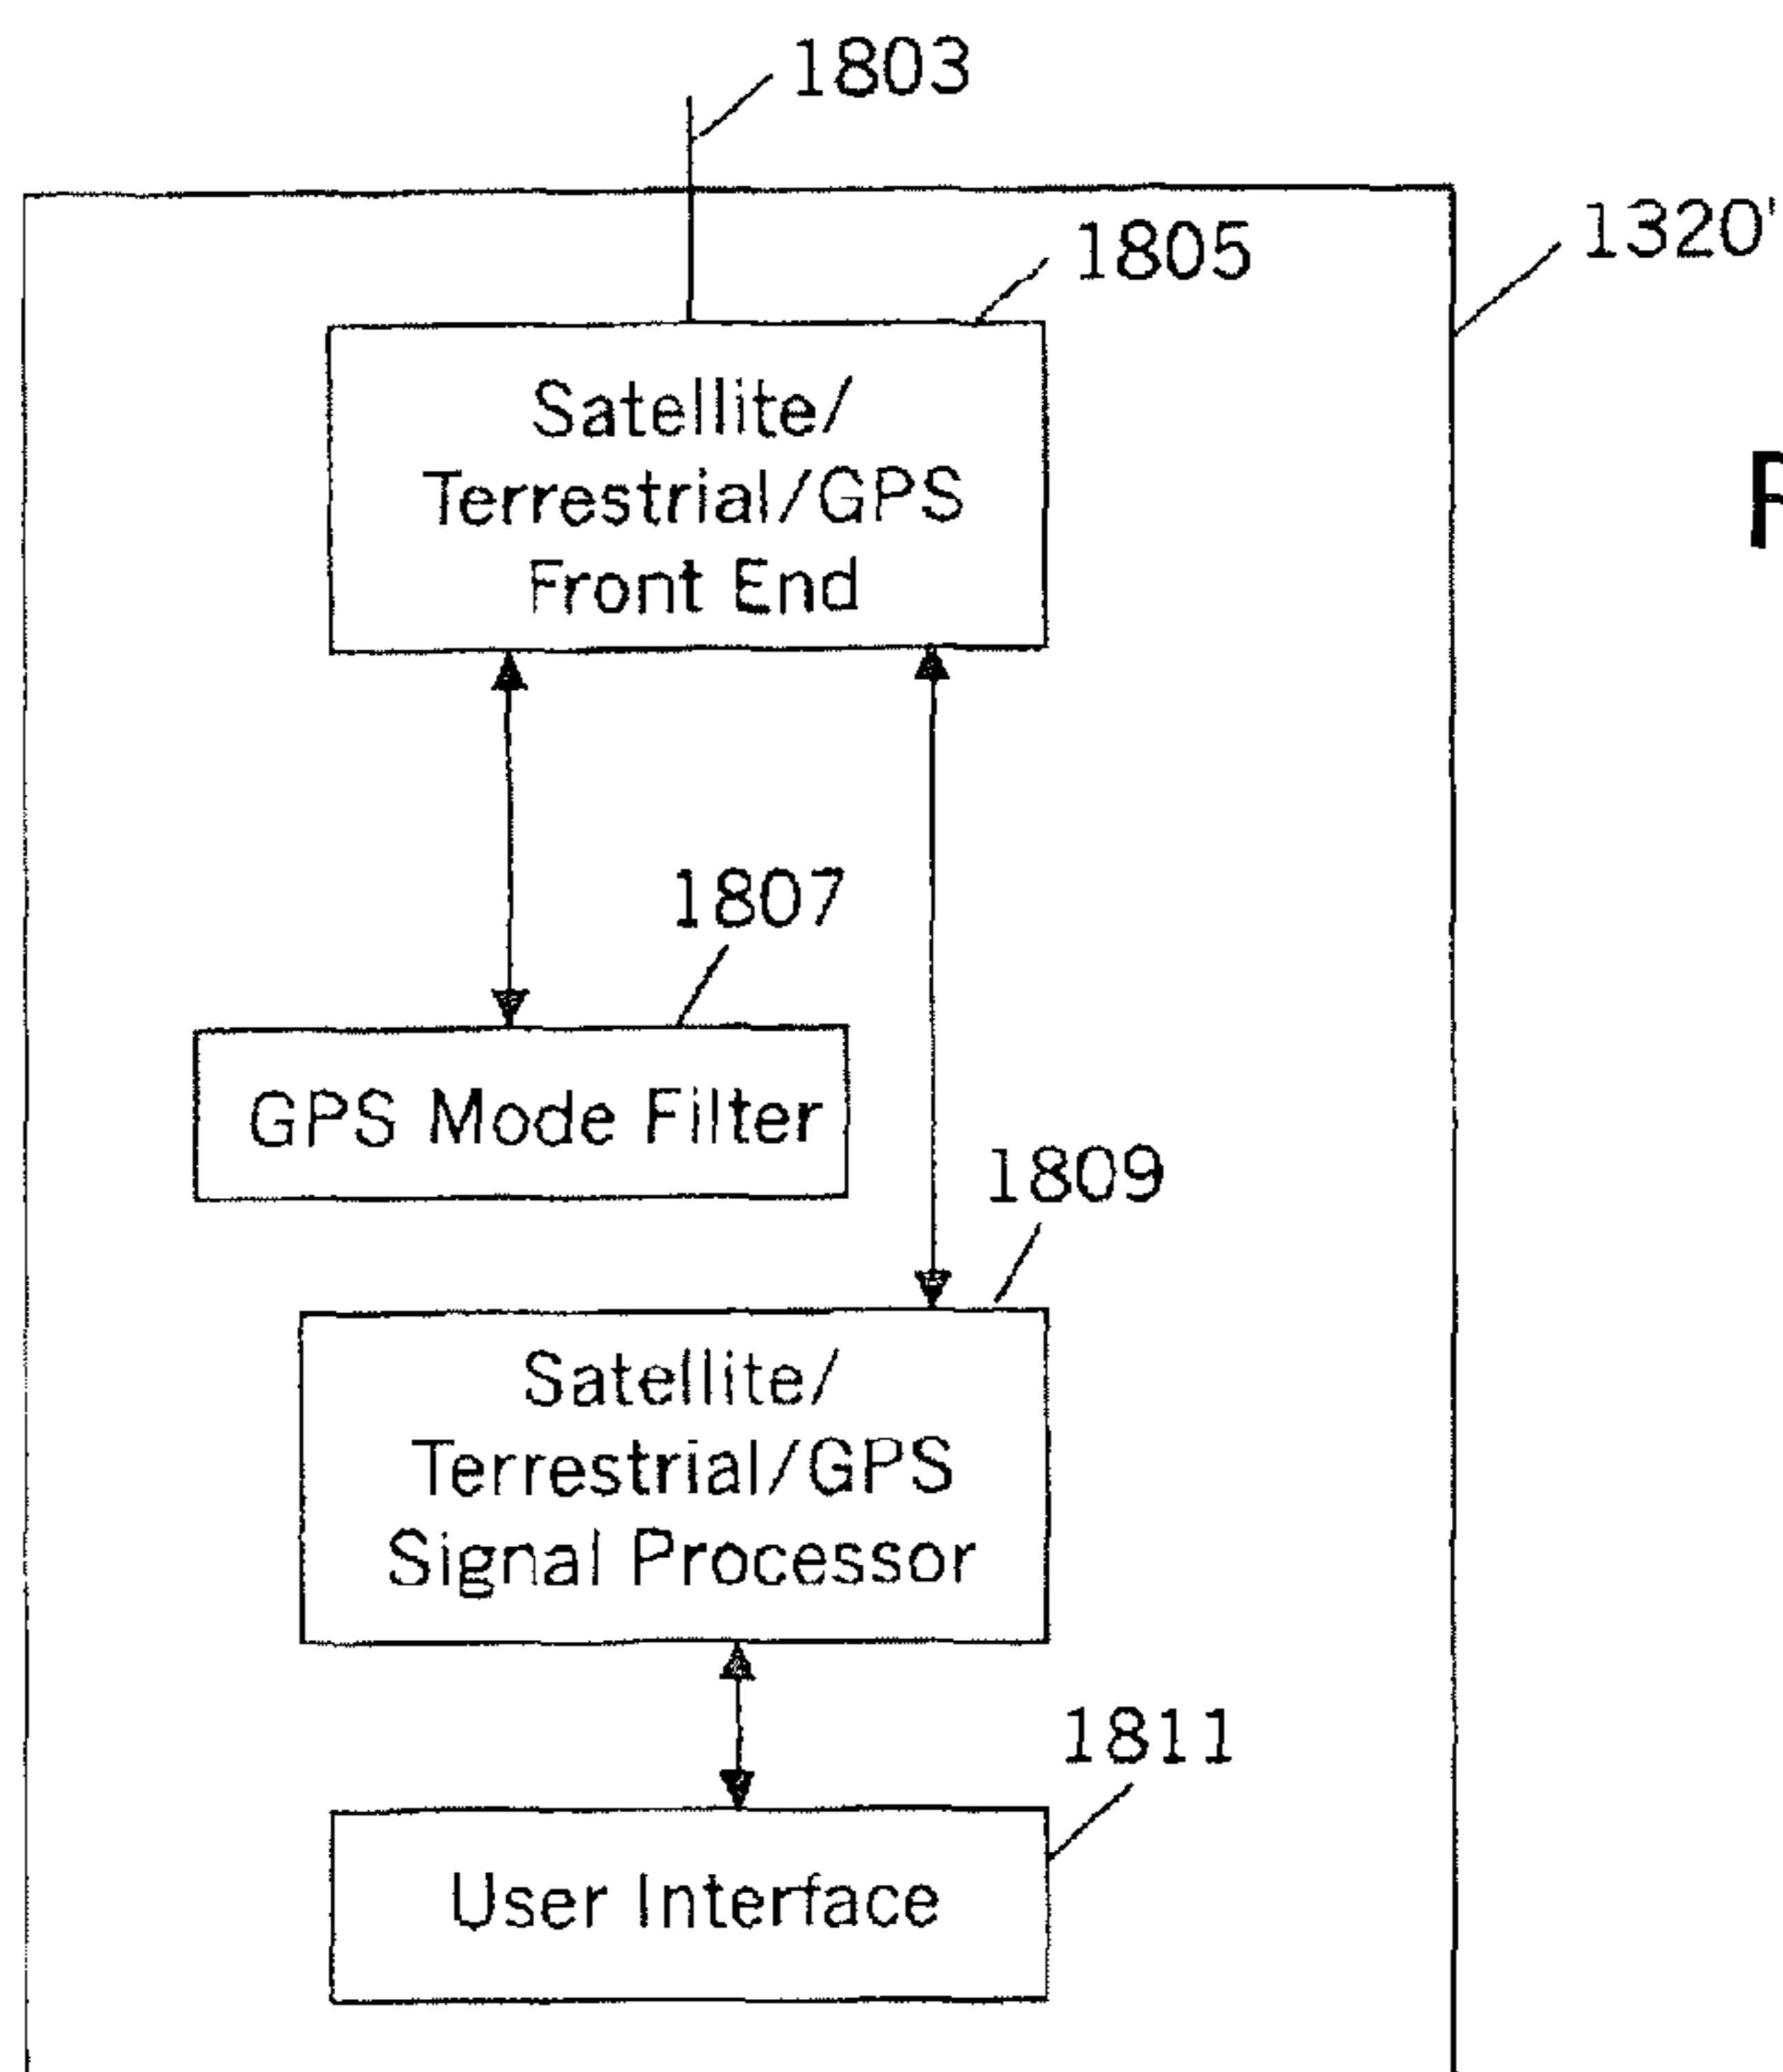 1803
1805
1320'
Satellite/
Terrestrial/GPS
Front End
1807
GPS Mode Filter
1809
Satellite/
Terrestrial/GPS
Signal Processor
1811
User Interface